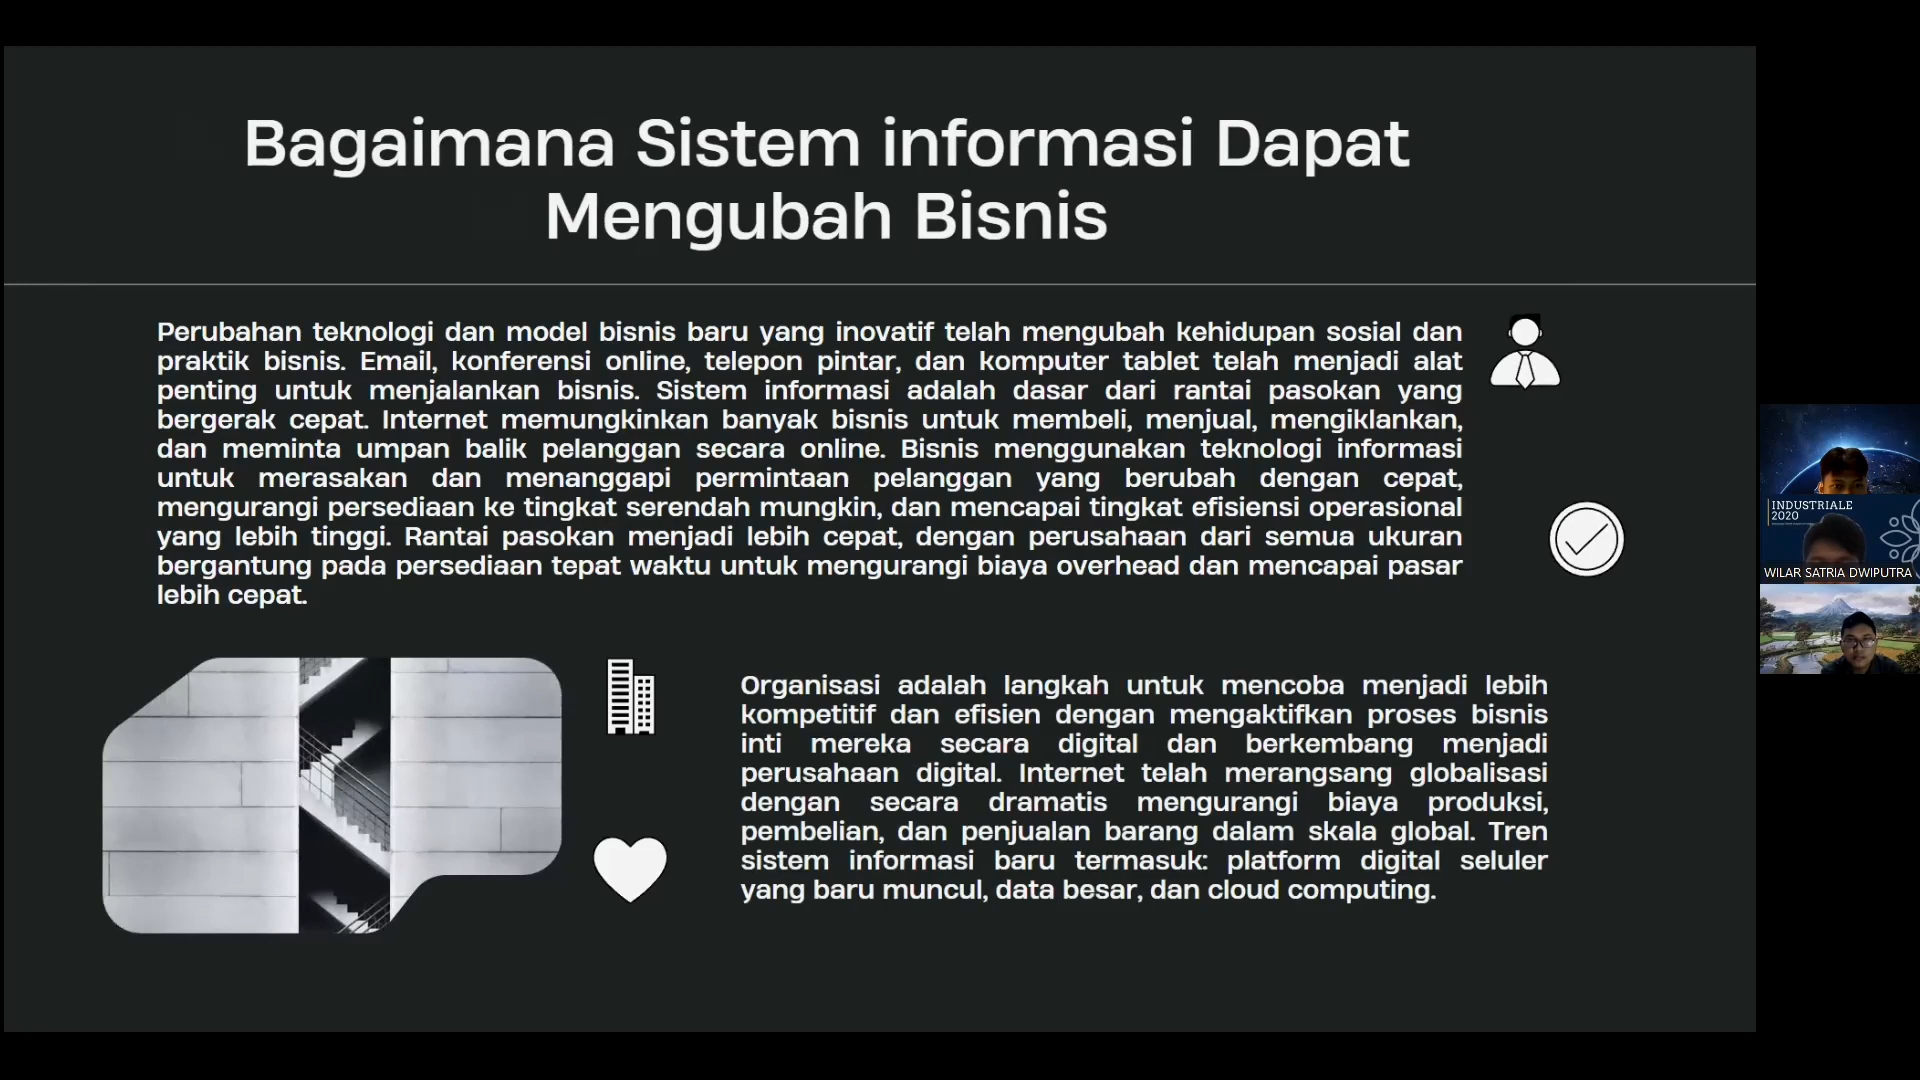 Bagaimana Sistem informasi Dapat
Mengubah Bisnis
Perubahan teknologi dan model bisnis baru yang inovatif telah mengubah kehidupan sosial dan
praktik bisnis. Email, konferensi online, telepon pintar, dan komputer tablet telah menjadi alat
penting untuk menjalankan bisnis. Sistem informasi adalah dasar dari rantai pasokan yang
bergerak cepat. Internet memungkinkan banyak bisnis untuk membeli, menjual, mengiklankan,
dan meminta umpan balik pelanggan secara online. Bisnis menggunakan teknologi informasi
untuk merasakan dan menanggapi permintaan pelanggan yang berubah dengan cepat,
mengurangi persediaan ke tingkat serendah mungkin, dan mencapai tingkat efisiensi operasional
yang lebih tinggi. Rantai pasokan menjadi lebih cepat, dengan perusahaan dari semua ukuran
bergantung pada persediaan tepat waktu untuk mengurangi biaya overhead dan mencapai pasar
lebih cepat.
Organisasi adalah langkah untuk mencoba menjadi lebih
kompetitif dan efisien dengan mengaktifkan proses bisnis
inti mereka secara digital dan berkembang menjadi
perusahaan digital. Internet telah merangsang globalisasi
dengan secara dramatis mengurangi biaya produksi,
pembelian, dan penjualan barang dalam skala global. Tren
sistem informasi baru termasuk: platform digital seluler
yang baru muncul, data besar, dan cloud computing.
INDUSTRIALE
2020
WILAR SATRIA DWIPUTRA